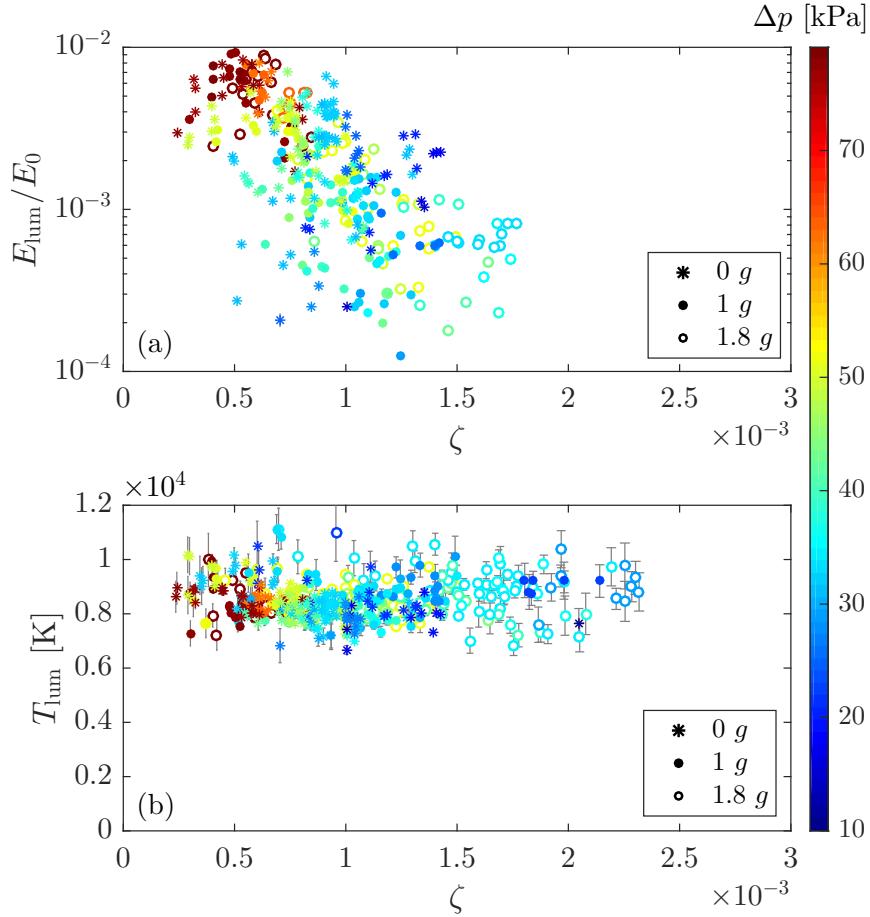 Δp [kPa]
10⁻²
10⁻³
10⁻⁴
E_lum/E_0
(a)
0 g
1 g
1.8 g
0 0.5 1 1.5 2 2.5 3
ζ ×10⁻³
70
60
50
40
30
20
10
×10⁴
1.2
1
0.8
0.6
0.4
0.2
0
T_lum [K]
(b)
0 g
1 g
1.8 g
0 0.5 1 1.5 2 2.5 3
ζ ×10⁻³